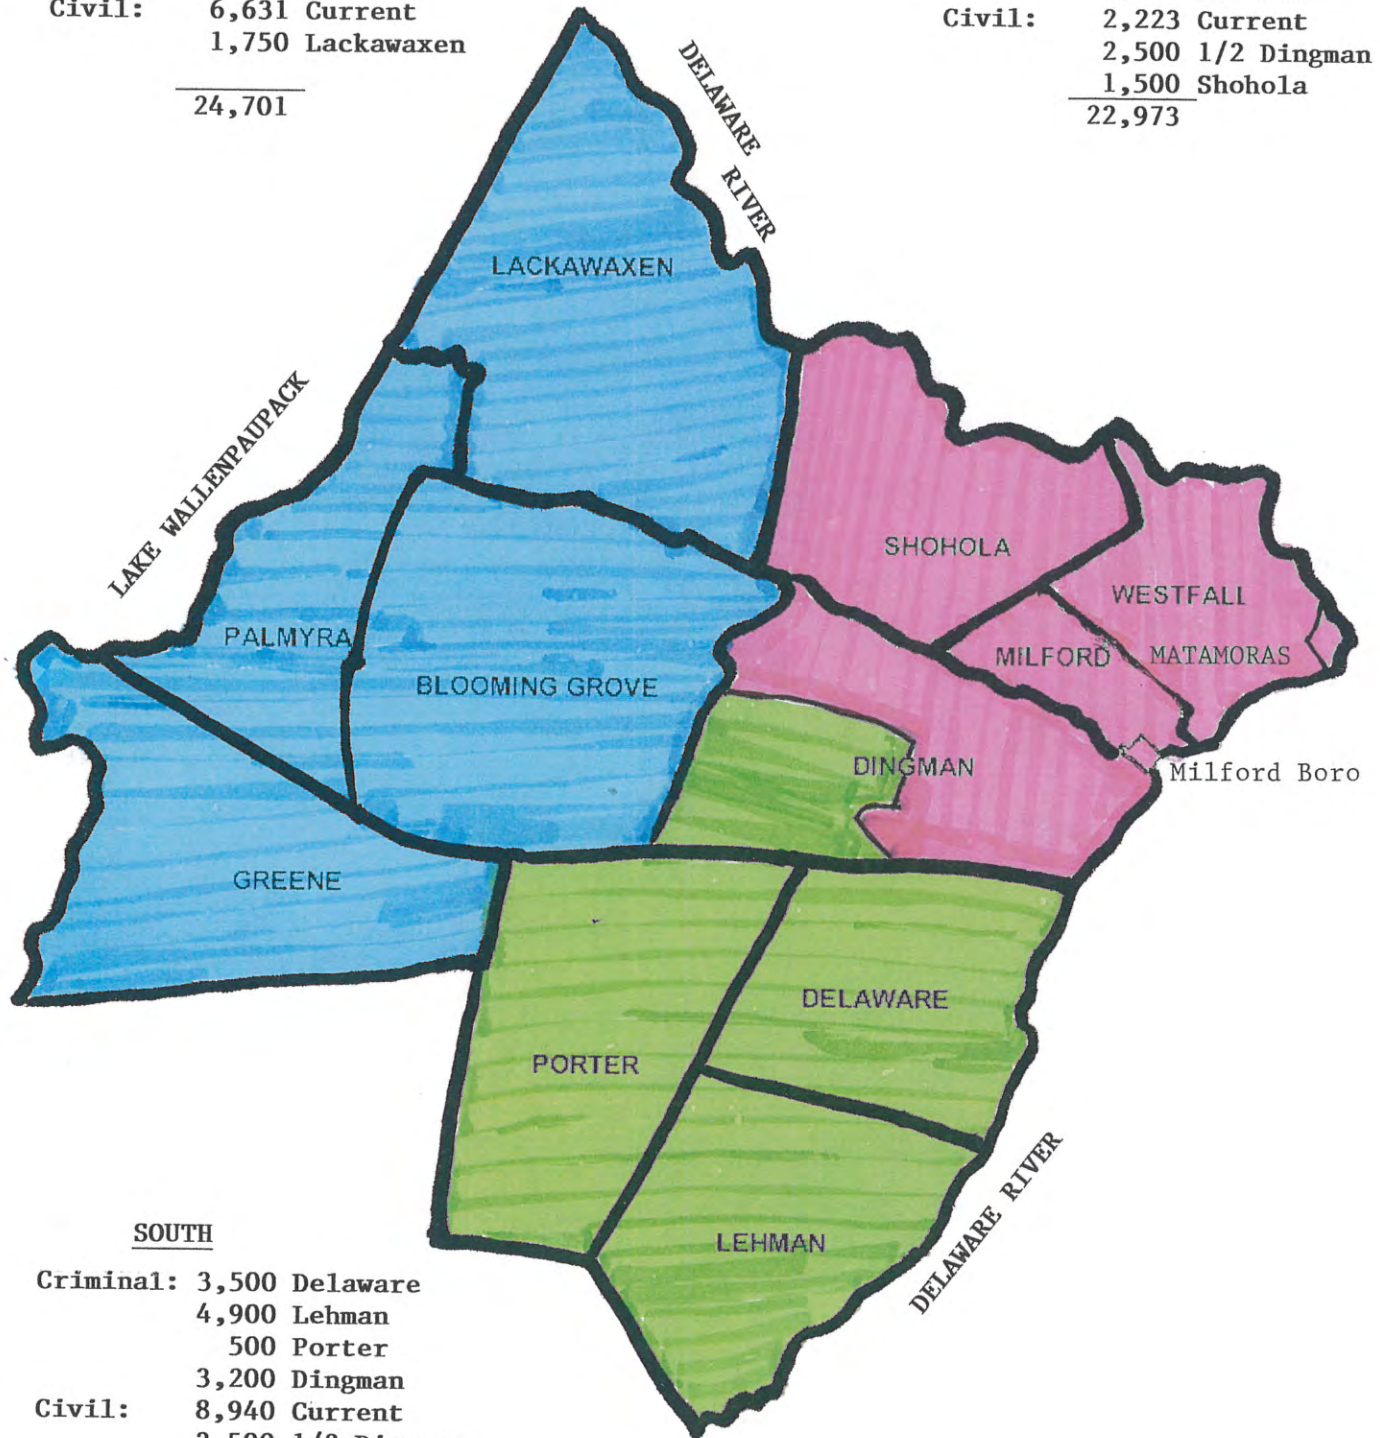 Civil: 6,631 Current
1,750 Lackawaxen
24,701
Civil: 2,223 Current
2,500 1/2 Dingman
1,500 Shohola
22,973
DELAWARE
RIVER
LACKAWAXEN
LAKE WALLENPAUPACK
SHOHOLA
WESTFALL
PALMYRA
MILFORD
MATAMORAS
BLOOMING GROVE
DINGMAN
Milford Boro
GREENE
DELAWARE
PORTER
DELAWARE RIVER
LEHMAN
SOUTH
Criminal: 3,500 Delaware
4,900 Lehman
500 Porter
3,200 Dingman
Civil: 8,940 Current